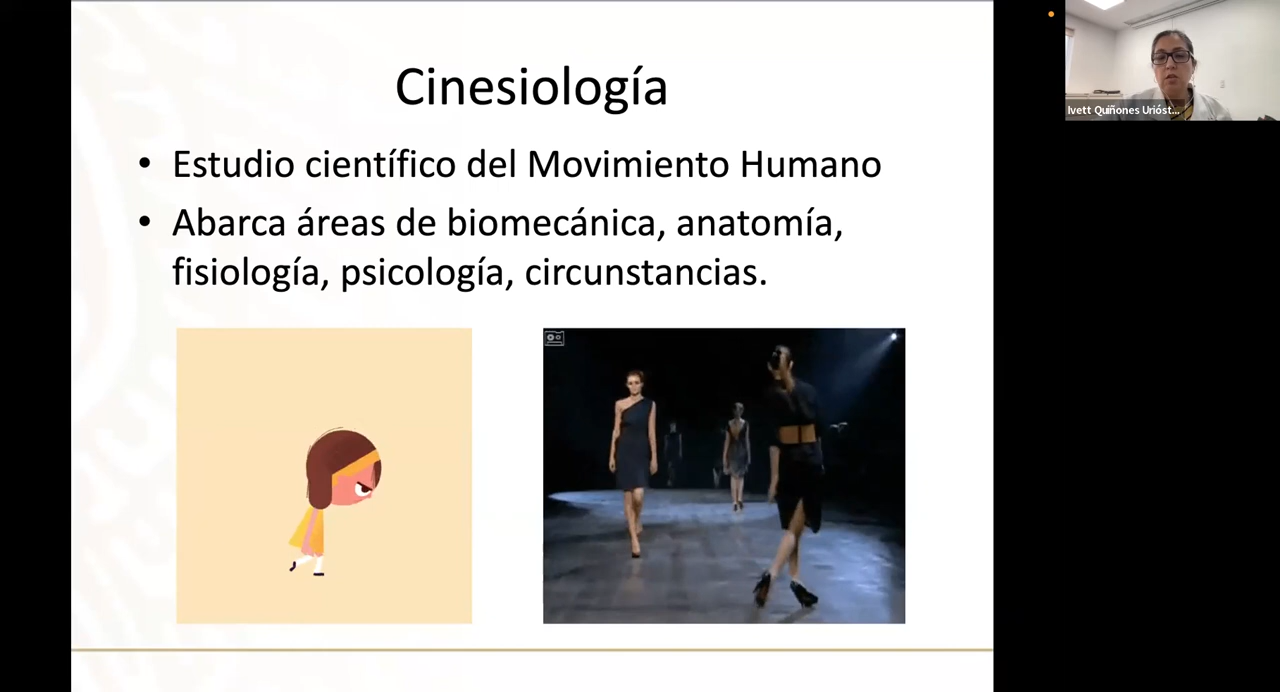 Cinesiología
• Estudio científico del Movimiento Humano
• Abarca áreas de biomecánica, anatomía,
fisiología, psicología, circunstancias.
Ivett Quiñones Urióst...